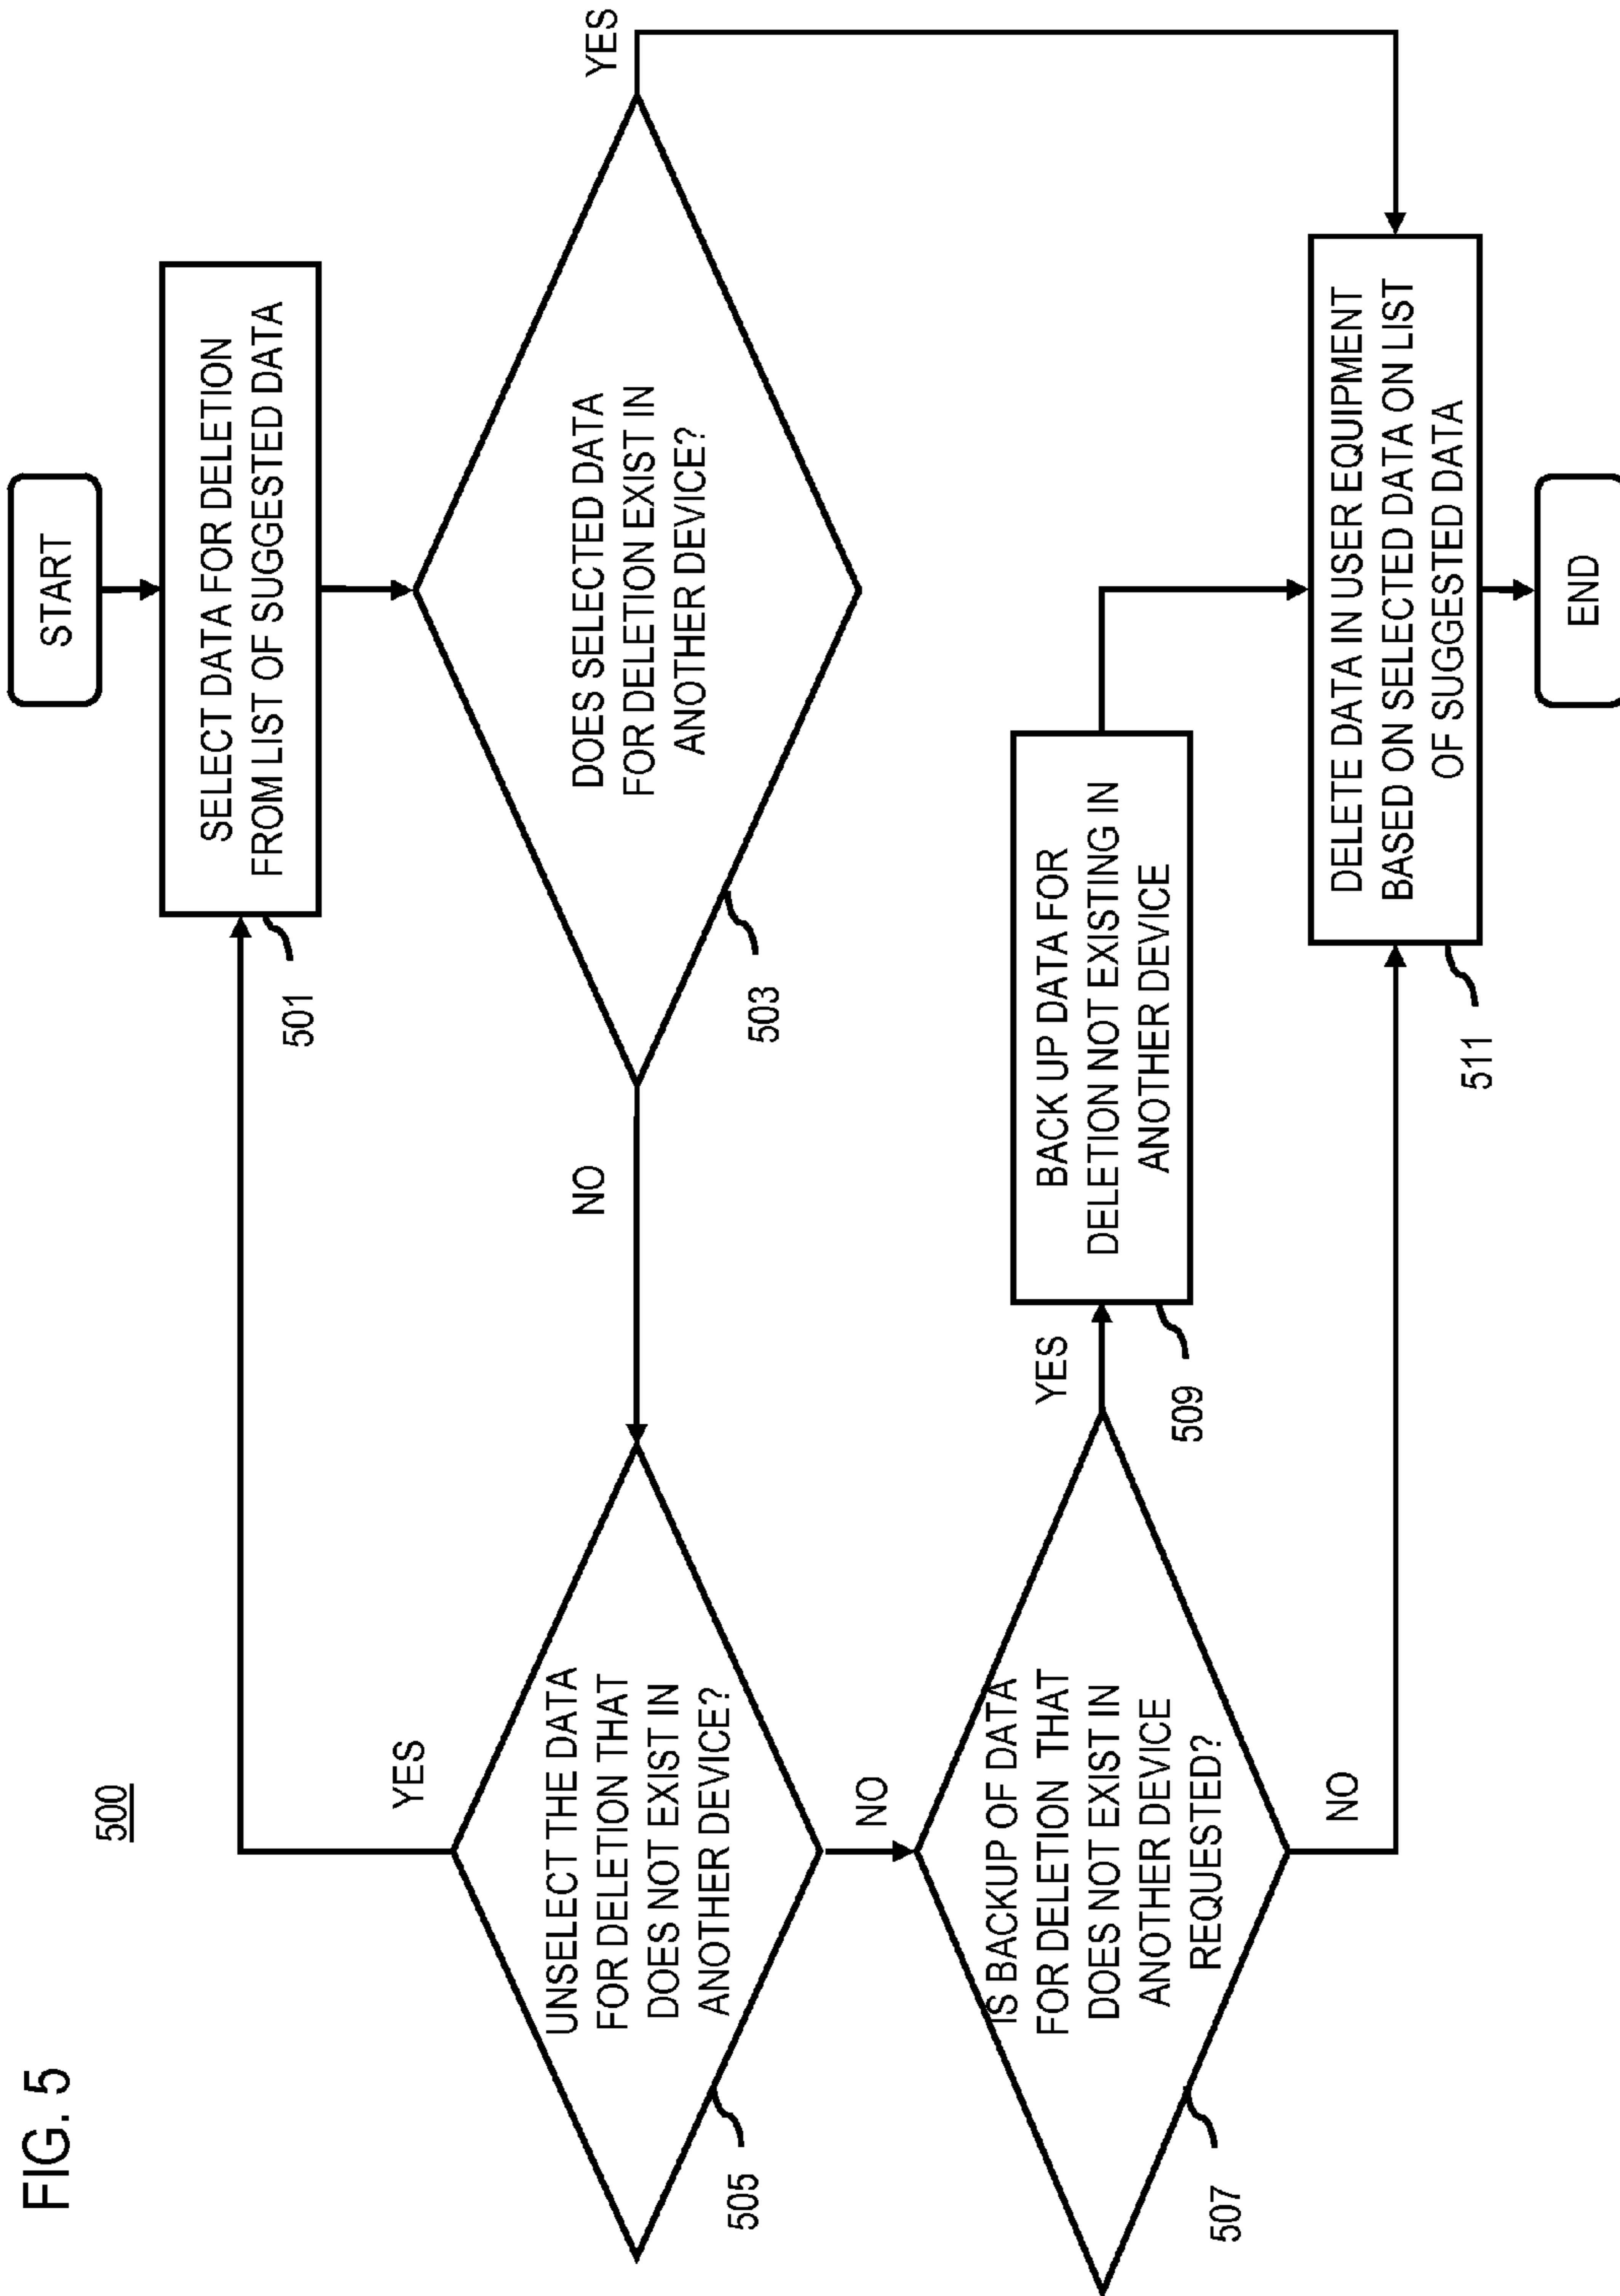 FIG. 5
500
START
SELECT DATA FOR DELETION
FROM LIST OF SUGGESTED DATA
501
DOES SELECTED DATA
FOR DELETION EXIST IN
ANOTHER DEVICE?
503
YES
NO
UNSELECT THE DATA
FOR DELETION THAT
DOES NOT EXIST IN
ANOTHER DEVICE?
505
YES
NO
IS BACKUP OF DATA
FOR DELETION THAT
DOES NOT EXIST IN
ANOTHER DEVICE
REQUESTED?
507
YES
NO
BACK UP DATA FOR
DELETION NOT EXISTING IN
ANOTHER DEVICE
509
DELETE DATA IN USER EQUIPMENT
BASED ON SELECTED DATA ON LIST
OF SUGGESTED DATA
511
END